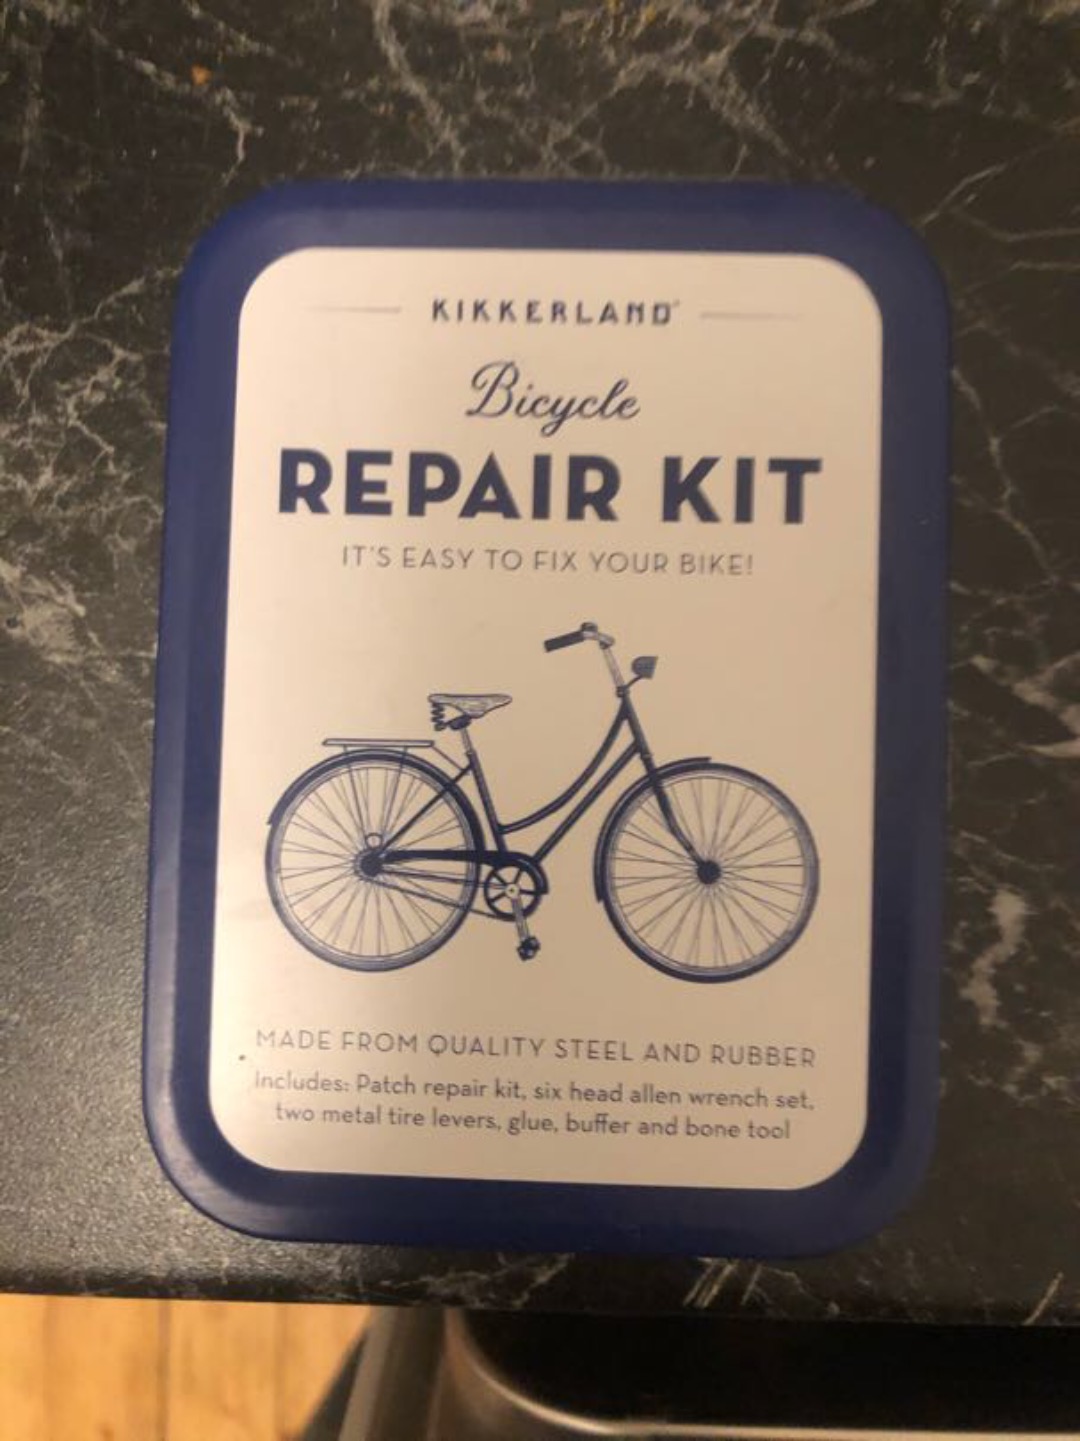 KIKKERLAND®
Bicycle
REPAIR KIT
IT'S EASY TO FIX YOUR BIKE!
MADE FROM QUALITY STEEL AND RUBBER
Includes: Patch repair kit, six head allen wrench set,
two metal tire levers, glue, buffer and bone tool